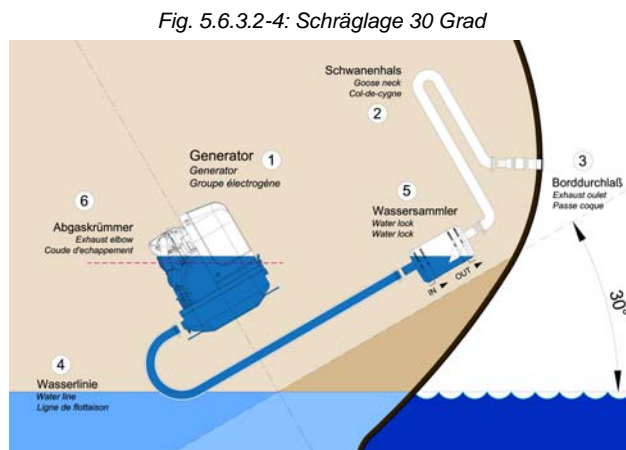 Fig. 5.6.3.2-4: Schräglage 30 Grad
Schwanenhals
Goose neck
Col-de-cygne
2
Generator
Generator
Groupe électrogène
1
3
Borddurchlaß
Exhaust oulet
Passe coque
6
Abgaskrümmer
Exhaust elbow
Coude d'echappement
5
Wassersammler
Water lock
Water lock
IN
OUT
30°
4
Wasserlinie
Water line
Ligne de flottaison